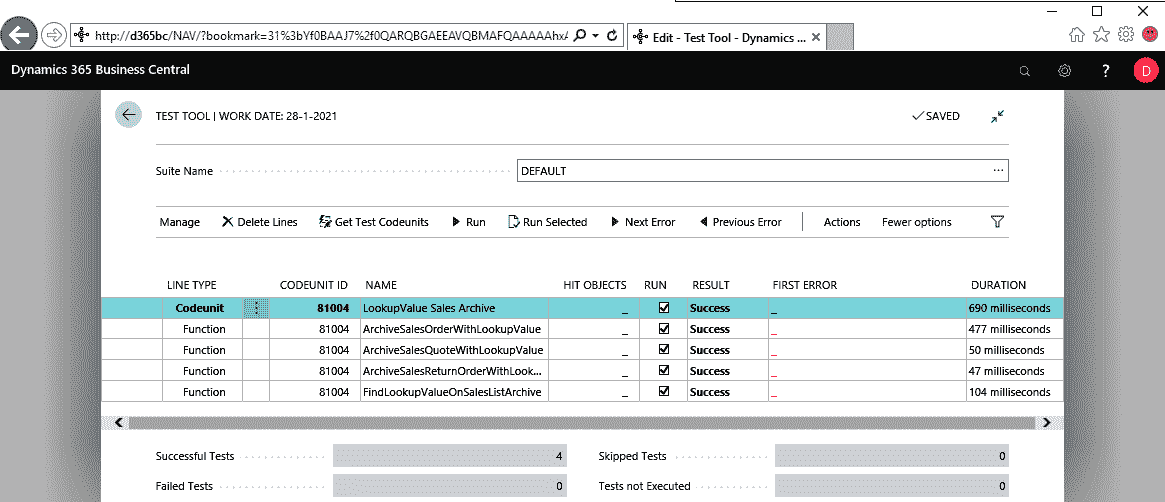 http://d365bc/NAV/?bookmark=31%3bYf0BAAJ7%2f0QARQBGAEEAVQBMAFQAAAAAhxA
Edit - Test Tool - Dynamics ...
Dynamics 365 Business Central
? D
TEST TOOL | WORK DATE: 28-1-2021 SAVED
Suite Name DEFAULT ...
Manage Delete Lines Get Test Codeunits Run Run Selected Next Error Previous Error Actions Fewer options
LINE TYPE CODEUNIT ID NAME HIT OBJECTS RUN RESULT FIRST ERROR DURATION
Codeunit 81004 LookupValue Sales Archive _ Success _ 690 milliseconds
Function 81004 ArchiveSalesOrderWithLookupValue _ Success _ 477 milliseconds
Function 81004 ArchiveSalesQuoteWithLookupValue _ Success _ 50 milliseconds
Function 81004 ArchiveSalesReturnOrderWithLook... _ Success _ 47 milliseconds
Function 81004 FindLookupValueOnSalesListArchive _ Success _ 104 milliseconds
Successful Tests 4 Skipped Tests 0
Failed Tests 0 Tests not Executed 0